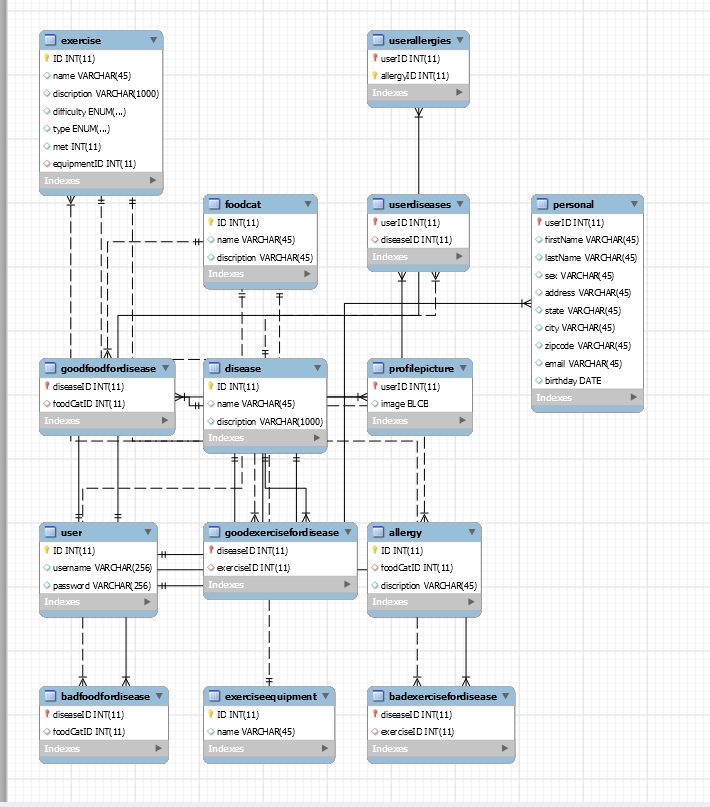 exercise
ID INT(11)
name VARCHAR(45)
discription VARCHAR(1000)
difficulty ENUM(...)
type ENUM(...)
met INT(11)
equipmentID INT(11)
Indexes
userallergies
userID INT(11)
allergyID INT(11)
Indexes
foodcat
ID INT(11)
name VARCHAR(45)
discription VARCHAR(45)
Indexes
userdiseases
userID INT(11)
diseaseID INT(11)
Indexes
personal
userID INT(11)
firstName VARCHAR(45)
lastName VARCHAR(45)
sex VARCHAR(45)
address VARCHAR(45)
state VARCHAR(45)
city VARCHAR(45)
zipcode VARCHAR(45)
email VARCHAR(45)
birthday DATE
Indexes
goodfoodfordisease
diseaseID INT(11)
foodCatID INT(11)
Indexes
disease
ID INT(11)
name VARCHAR(45)
discription VARCHAR(1000)
Indexes
profilepicture
userID INT(11)
image BLOB
Indexes
user
ID INT(11)
username VARCHAR(256)
password VARCHAR(256)
Indexes
goodexercisefordisease
diseaseID INT(11)
exerciseID INT(11)
Indexes
allergy
ID INT(11)
foodCatID INT(11)
discription VARCHAR(45)
Indexes
badfoodfordisease
diseaseID INT(11)
foodCatID INT(11)
Indexes
exerciseequipment
ID INT(11)
name VARCHAR(45)
Indexes
badexercisefordisease
diseaseID INT(11)
exerciseID INT(11)
Indexes